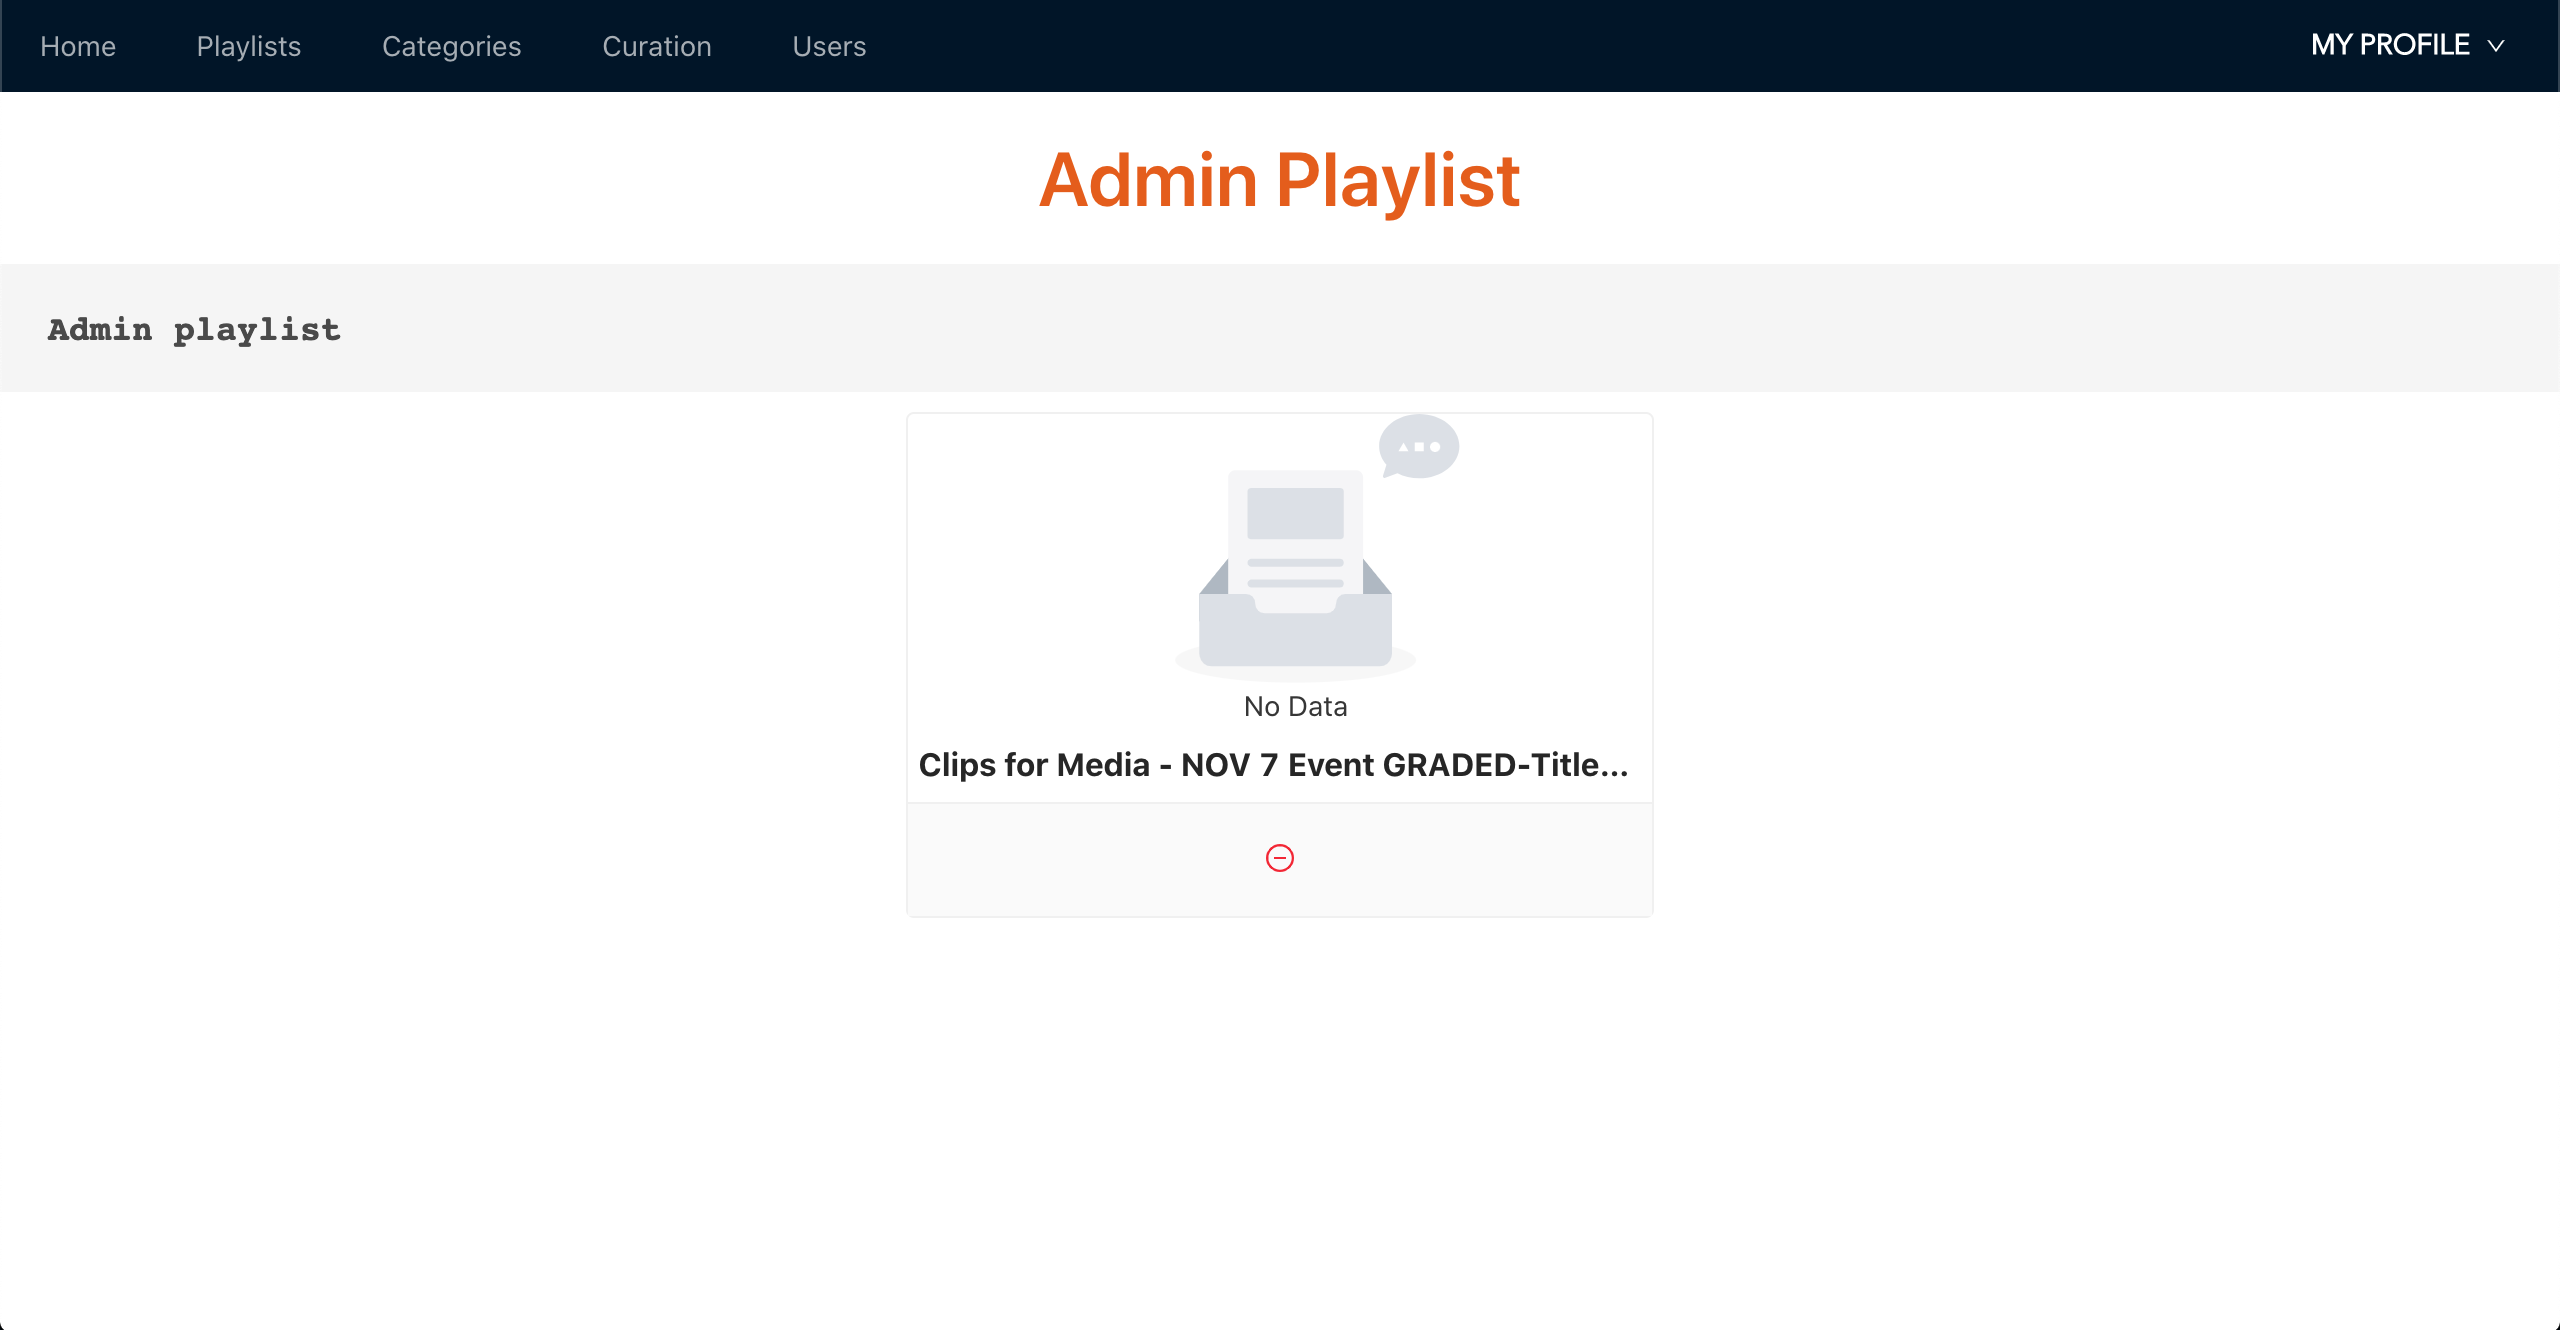 Home Playlists Categories Curation Users MY PROFILE
Admin Playlist
Admin playlist
No Data
Clips for Media - NOV 7 Event GRADED-Title...